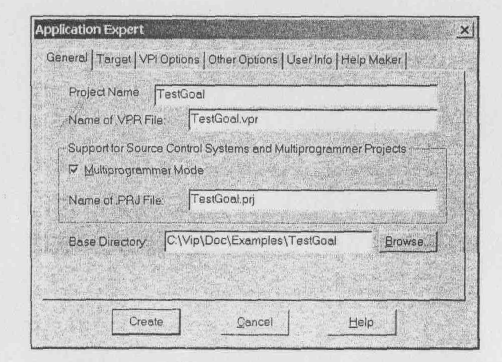 Application Expert
General Target VPI Options Other Options User Info Help Maker
Project Name TestGoal
Name of .VPR File: TestGoal.vpr
Support for Source Control Systems and Multiprogrammer Projects
Multiprogrammer Mode
Name of .PRJ File: TestGoal.prj
Base Directory: C:\Vip\Doc\Examples\TestGoal Browse...
Create Cancel Help